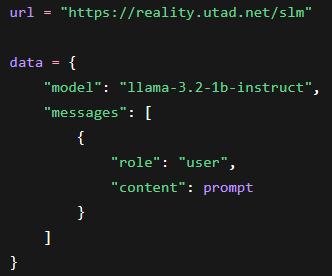 url = "https://reality.utad.net/slm"
data = {
"model": "llama-3.2-1b-instruct",
"messages": [
{
"role": "user",
"content": prompt
}
]
}